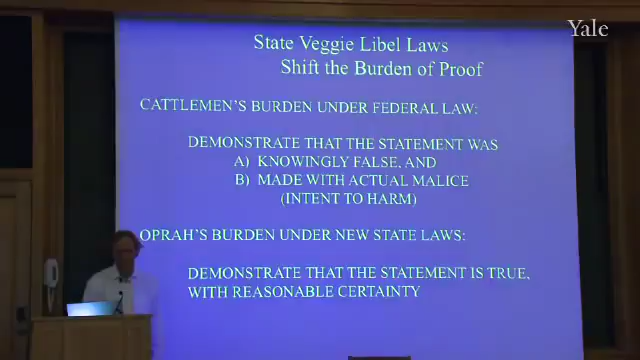 Yale
State Veggie Libel Laws
Shift the Burden of Proof
CATTLEMEN'S BURDEN UNDER FEDERAL LAW:
DEMONSTRATE THAT THE STATEMENT WAS
A) KNOWINGLY FALSE, AND
B) MADE WITH ACTUAL MALICE
(INTENT TO HARM)
OPRAH'S BURDEN UNDER NEW STATE LAWS:
DEMONSTRATE THAT THE STATEMENT IS TRUE,
WITH REASONABLE CERTAINTY